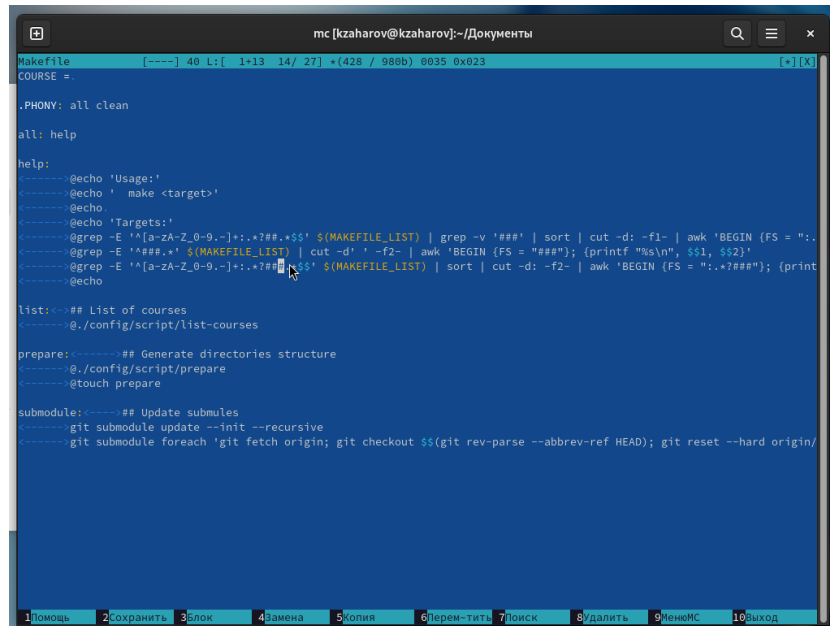 mc [kzaharov@kzaharov]:~/Документы
Makefile [----] 40 L:[ 1+13 14/ 27] *(428 / 980b) 0035 0x023 [*][X]
COURSE =.
.PHONY: all clean
all: help
help:
<------>@echo 'Usage:'
<------>@echo '  make <target>'
<------>@echo.
<------>@echo 'Targets:'
<------>@grep -E '^[a-zA-Z_0-9.-]+:.*?##.*$$' $(MAKEFILE_LIST) | grep -v '###' | sort | cut -d: -f1- | awk 'BEGIN {FS = ":.
<------>@grep -E '^###.*' $(MAKEFILE_LIST) | cut -d' ' -f2- | awk 'BEGIN {FS = "###"}; {printf "%s\n", $$1, $$2}'
<------>@grep -E '^[a-zA-Z_0-9.-]+:.*?###.*$$' $(MAKEFILE_LIST) | sort | cut -d: -f2- | awk 'BEGIN {FS = ":.*?###"}; {print
<------>@echo
list:<->## List of courses
<------>@./config/script/list-courses
prepare:<------>## Generate directories structure
<------>@./config/script/prepare
<------>@touch prepare
submodule:<---->## Update submules
<------>git submodule update --init --recursive
<------>git submodule foreach 'git fetch origin; git checkout $$(git rev-parse --abbrev-ref HEAD); git reset --hard origin/
1Помощь 2Сохранить 3Блок 4Замена 5Копия 6Перем~тить 7Поиск 8Удалить 9МенюMC 10Выход